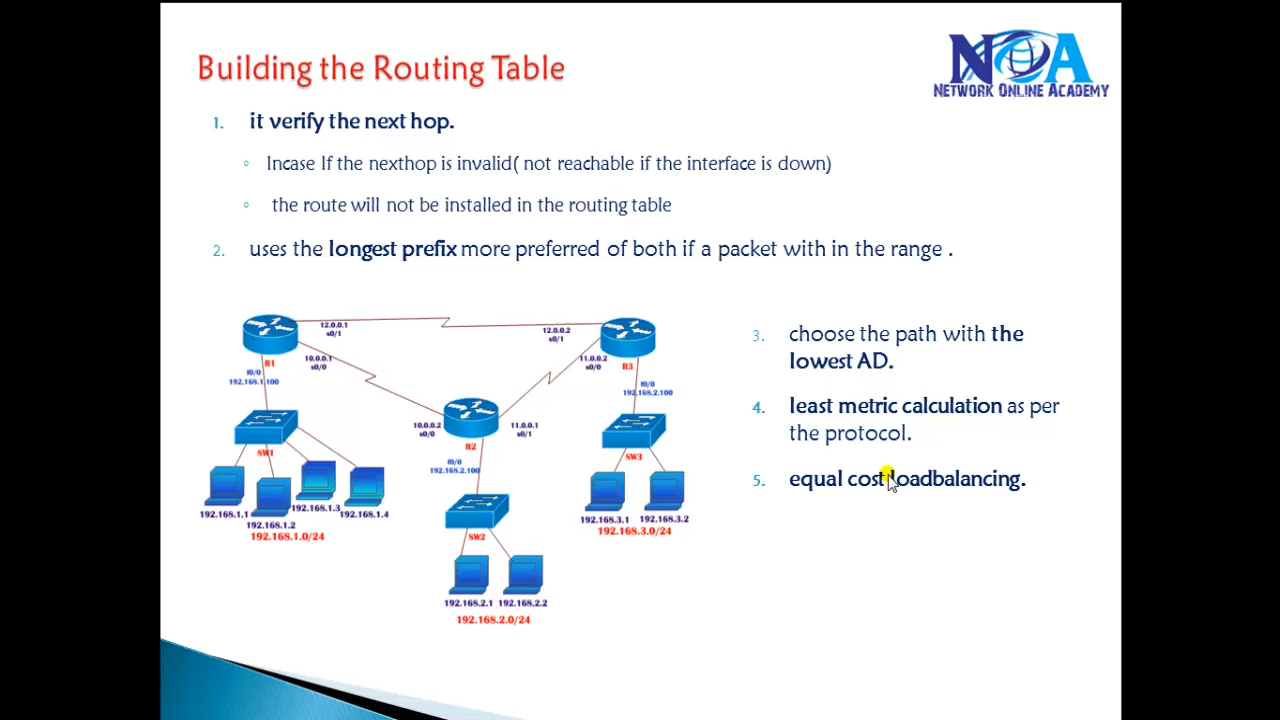 Building the Routing Table
NOA
NETWORK ONLINE ACADEMY
1. it verify the next hop.
Incase If the nexthop is invalid( not reachable if the interface is down)
the route will not be installed in the routing table
2. uses the longest prefix more preferred of both if a packet with in the range .
12.0.0.1
s0/1
12.0.0.2
s0/1
R1
10.0.0.1
s0/0
11.0.0.2
s0/0
R3
f0/0
192.168.1.100
f0/0
192.168.2.100
10.0.0.2
s0/0
11.0.0.1
s0/1
R2
f0/0
192.168.2.100
SW1
SW3
192.168.1.1
192.168.1.2
192.168.1.3
192.168.1.4
192.168.1.0/24
192.168.3.1
192.168.3.2
192.168.3.0/24
SW2
192.168.2.1
192.168.2.2
192.168.2.0/24
3. choose the path with the
lowest AD.
4. least metric calculation as per
the protocol.
5. equal cost loadbalancing.